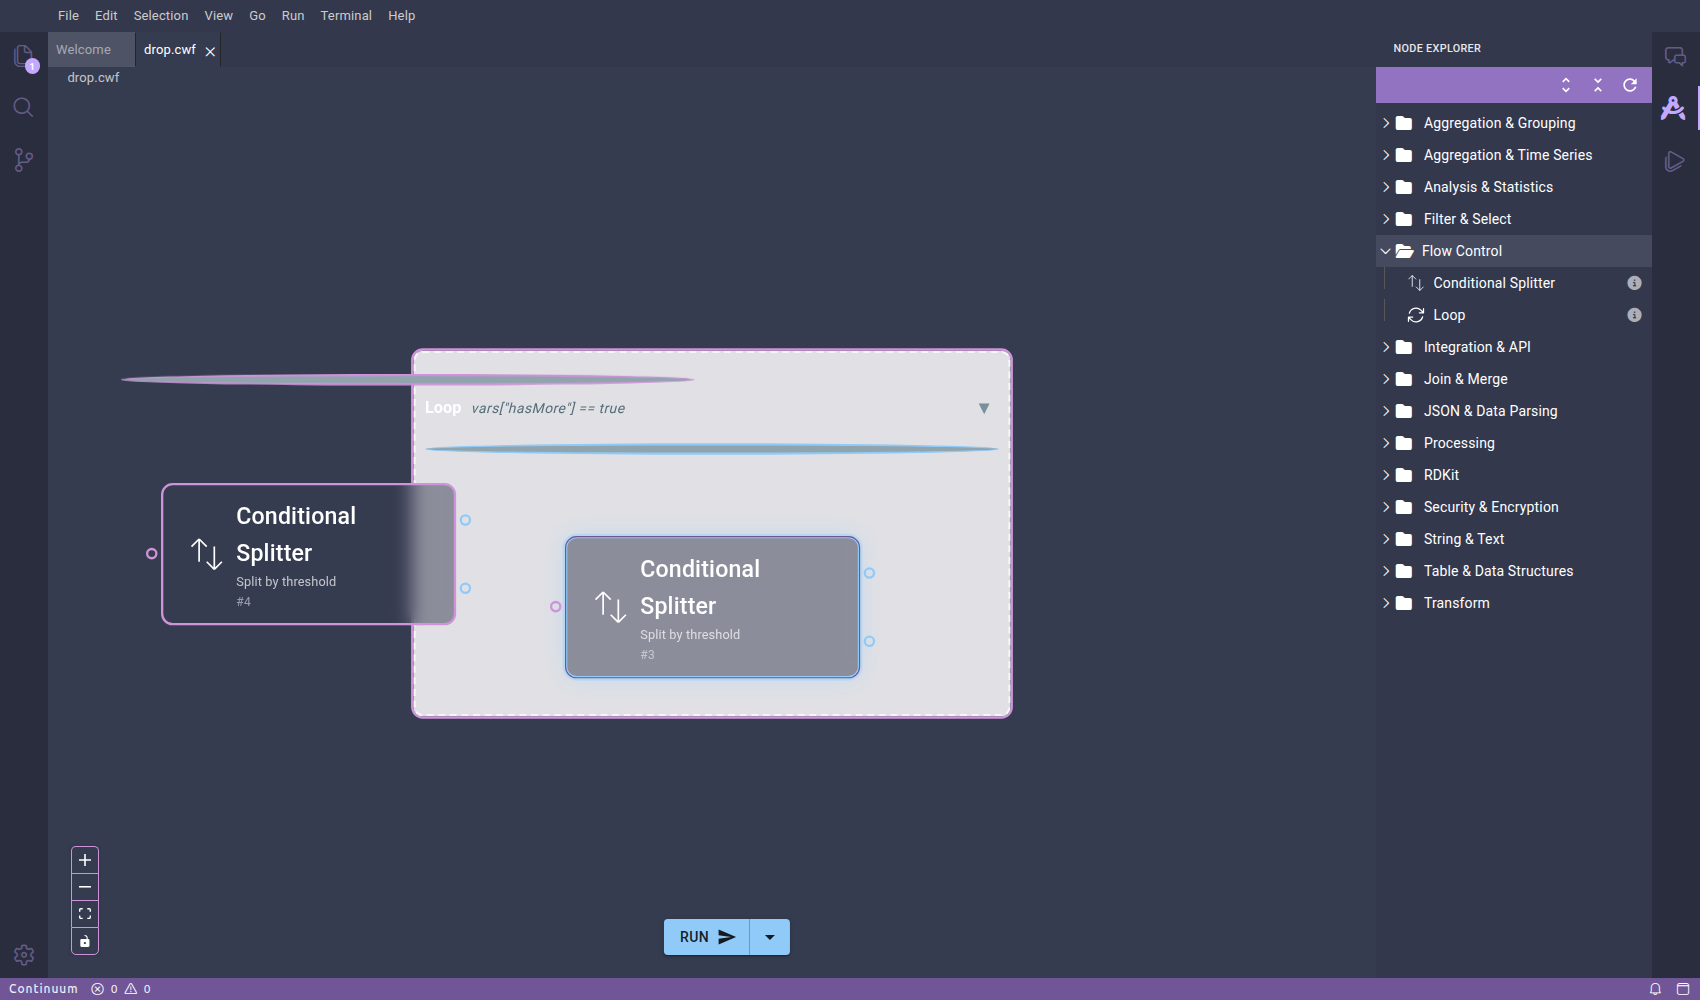 File Edit Selection View Go Run Terminal Help
Welcome drop.cwf
drop.cwf
NODE EXPLORER
1
Aggregation & Grouping
Aggregation & Time Series
Analysis & Statistics
Filter & Select
Flow Control
Conditional Splitter
Loop
Integration & API
Join & Merge
JSON & Data Parsing
Processing
RDKit
Security & Encryption
String & Text
Table & Data Structures
Transform
Loop vars["hasMore"] == true
Conditional
Splitter
Split by threshold
#4
Conditional
Splitter
Split by threshold
#3
RUN
Continuum 0 0